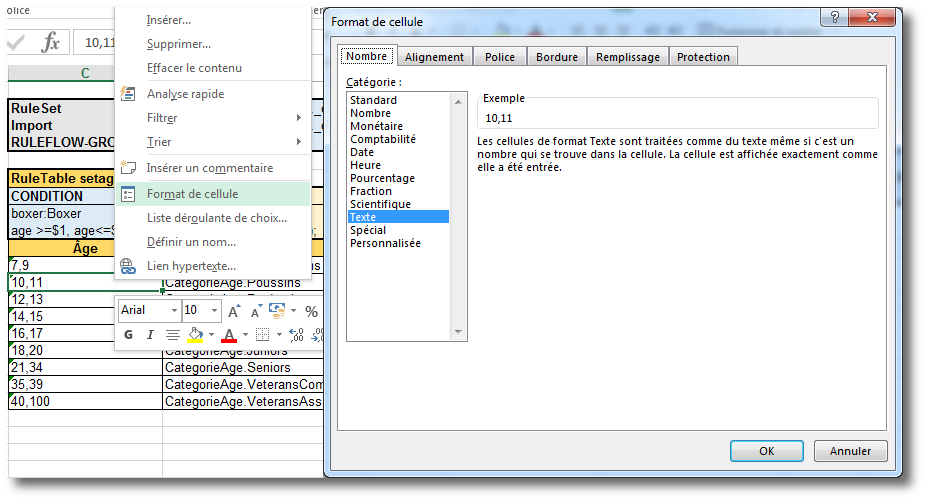 olice
10,11
C
RuleSet
Import
RULEFLOW-GRO
RuleTable setag
CONDITION
boxer:Boxer
age >=$1, age<=$
Âge
7,9
10,11
CategorieAge.Poussins
12,13
14,15
16,17
18,20
CategorieAge.Juniors
21,34
CategorieAge.Seniors
35,39
CategorieAge.VeteransCom
40,100
CategorieAge.VeteransAss
Insérer...
Supprimer...
Effacer le contenu
Analyse rapide
Filtrer
Trier
Insérer un commentaire
Format de cellule
Liste déroulante de choix...
Définir un nom...
Lien hypertexte...
Arial
10
A
A
%
G
I
A
,00
Format de cellule
?
Nombre
Alignement
Police
Bordure
Remplissage
Protection
Catégorie :
Standard
Nombre
Monétaire
Comptabilité
Date
Heure
Pourcentage
Fraction
Scientifique
Texte
Spécial
Personnalisée
Exemple
10,11
Les cellules de format Texte sont traitées comme du texte même si c'est un
nombre qui se trouve dans la cellule. La cellule est affichée exactement comme
elle a été entrée.
OK
Annuler